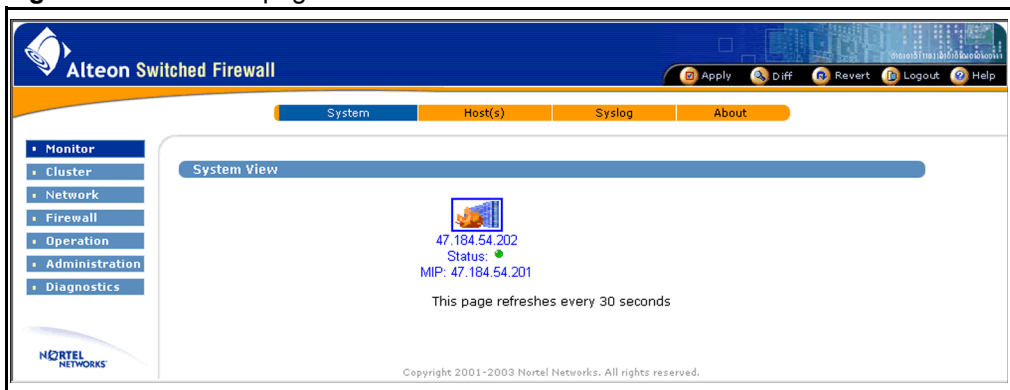 Alteon Switched Firewall
Apply Diff Revert Logout Help
System Host(s) Syslog About
Monitor
Cluster
Network
Firewall
Operation
Administration
Diagnostics
System View
47.184.54.202
Status:
MIP: 47.184.54.201
This page refreshes every 30 seconds
NORTEL
NETWORKS
Copyright 2001-2003 Nortel Networks. All rights reserved.